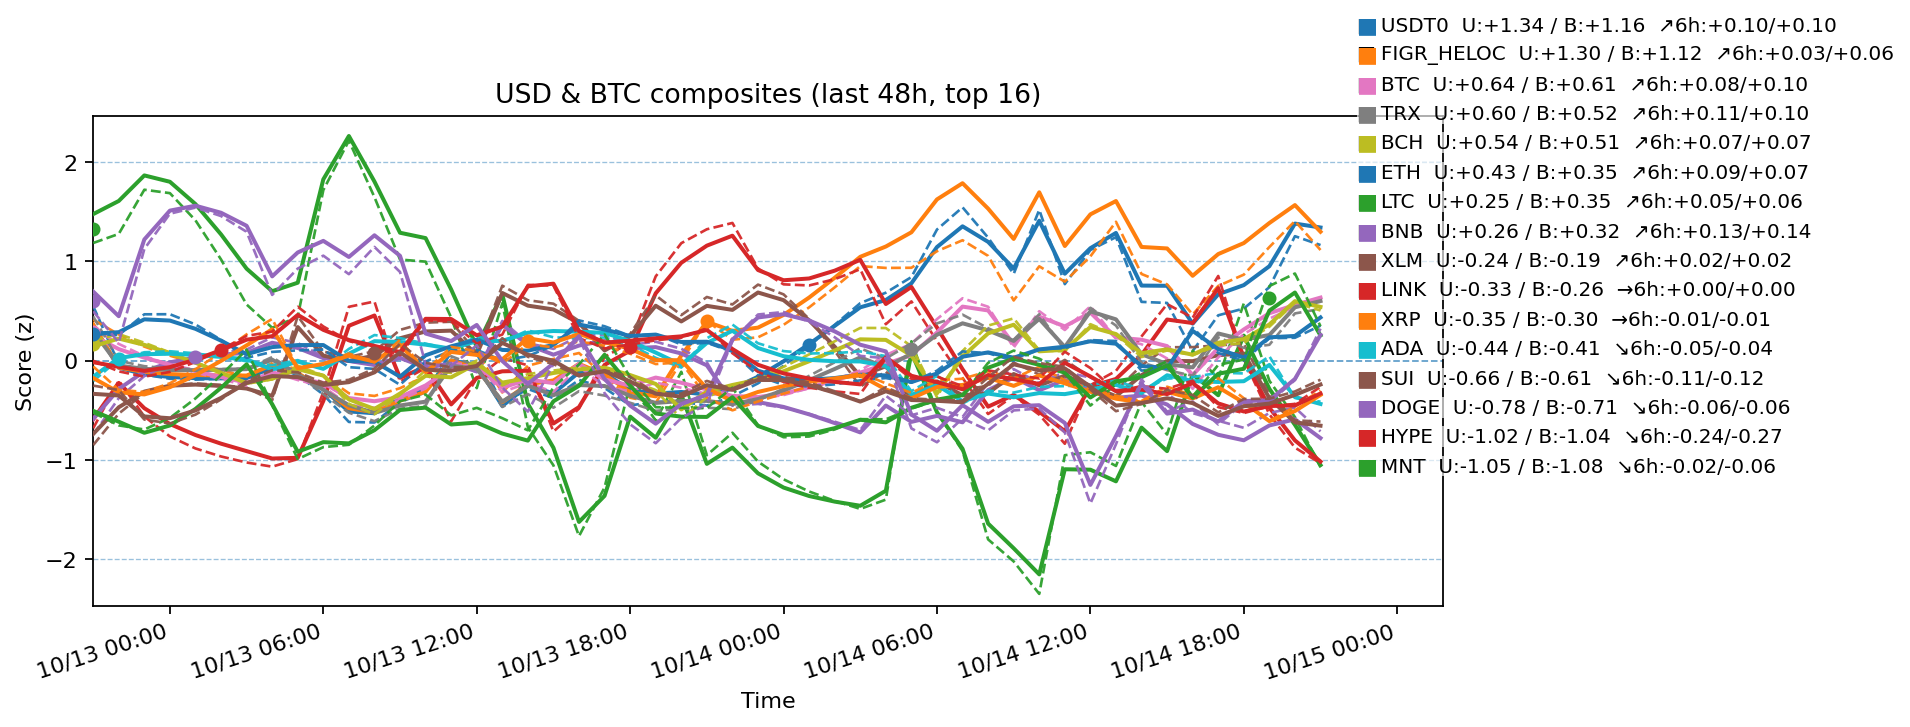 USDT0 U:+1.34 / B:+1.16 ↗6h:+0.10/+0.10
FIGR_HELOC U:+1.30 / B:+1.12 ↗6h:+0.03/+0.06
BTC U:+0.64 / B:+0.61 ↗6h:+0.08/+0.10
TRX U:+0.60 / B:+0.52 ↗6h:+0.11/+0.10
BCH U:+0.54 / B:+0.51 ↗6h:+0.07/+0.07
ETH U:+0.43 / B:+0.35 ↗6h:+0.09/+0.07
LTC U:+0.25 / B:+0.35 ↗6h:+0.05/+0.06
BNB U:+0.26 / B:+0.32 ↗6h:+0.13/+0.14
XLM U:-0.24 / B:-0.19 ↗6h:+0.02/+0.02
LINK U:-0.33 / B:-0.26 →6h:+0.00/+0.00
XRP U:-0.35 / B:-0.30 →6h:-0.01/-0.01
ADA U:-0.44 / B:-0.41 ↘6h:-0.05/-0.04
SUI U:-0.66 / B:-0.61 ↘6h:-0.11/-0.12
DOGE U:-0.78 / B:-0.71 ↘6h:-0.06/-0.06
HYPE U:-1.02 / B:-1.04 ↘6h:-0.24/-0.27
MNT U:-1.05 / B:-1.08 ↘6h:-0.02/-0.06
USD & BTC composites (last 48h, top 16)
Score (z)
2
1
0
−1
−2
10/13 00:00
10/13 06:00
10/13 12:00
10/13 18:00
10/14 00:00
10/14 06:00
10/14 12:00
10/14 18:00
10/15 00:00
Time